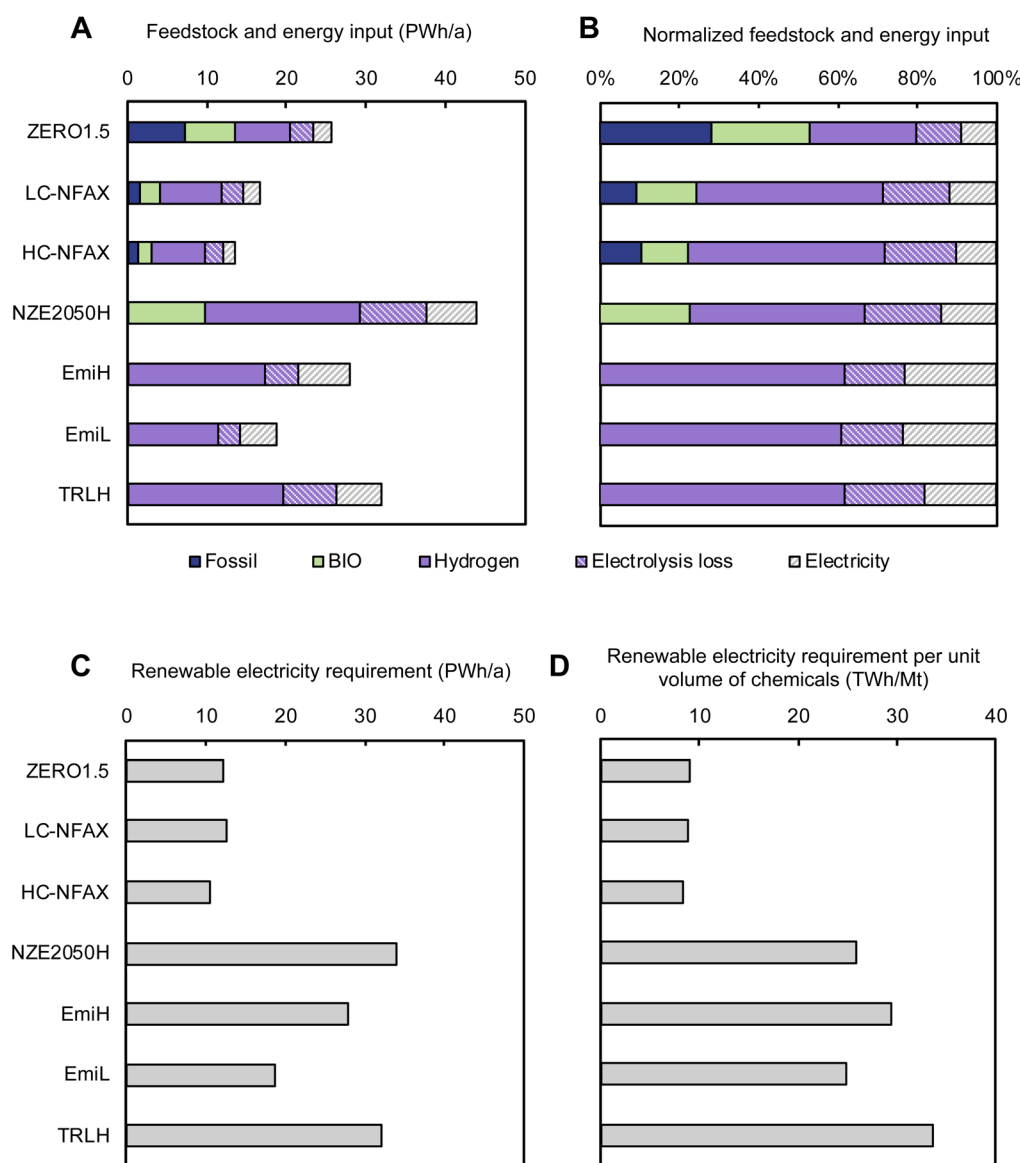 A
Feedstock and energy input (PWh/a)
0 10 20 30 40 50
ZERO1.5
LC-NFAX
HC-NFAX
NZE2050H
EmiH
EmiL
TRLH
B
Normalized feedstock and energy input
0% 20% 40% 60% 80% 100%
Fossil BIO Hydrogen Electrolysis loss Electricity
C
Renewable electricity requirement (PWh/a)
0 10 20 30 40 50
ZERO1.5
LC-NFAX
HC-NFAX
NZE2050H
EmiH
EmiL
TRLH
D
Renewable electricity requirement per unit
volume of chemicals (TWh/Mt)
0 10 20 30 40